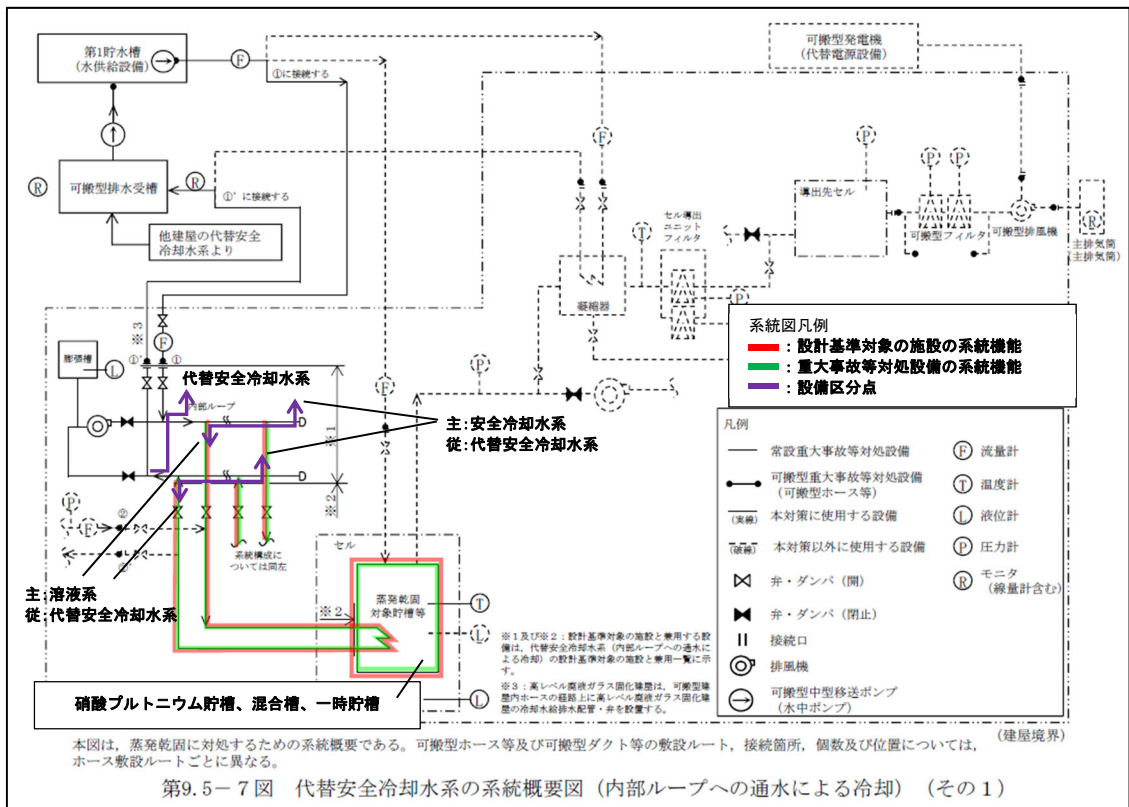 第1貯水槽
(水供給設備)
F
①に接続する
①に接続する
可搬型発電機
(代替電源設備)
F
P
P
P
R
可搬型排水受槽
R
①'に接続する
導出先セル
他建屋の代替安全
冷却水系より
セル導出
ユニット
フィルタ
T
可搬型フィルタ
可搬型排風機
R
主排気筒
(主排気筒)
凝縮器
P
※3
F
膨張槽
L
①'
①
P
F
系統図凡例
:設計基準対象の施設の系統機能
:重大事故等対処設備の系統機能
:設備区分点
代替安全冷却水系
内部ループ
※1
主:安全冷却水系
従:代替安全冷却水系
※2
P
F
②
系統構成に
ついては同左
主:溶液系
従:代替安全冷却水系
セル
蒸発乾固
対象貯槽等
※2
T
L
L
硝酸プルトニウム貯槽、混合槽、一時貯槽
※1及び※2:設計基準対象の施設と兼用する設
備は,代替安全冷却水系(内部ループへの通水に
よる冷却)の設計基準対象の施設と兼用一覧に示
す。
※3:高レベル廃液ガラス固化建屋は,可搬型建
屋内ホースの経路上に高レベル廃液ガラス固化建屋
の冷却水給排水配管・弁を設置する。
凡例
常設重大事故等対処設備
可搬型重大事故等対処設備
(可搬型ホース等)
(実線)
本対策に使用する設備
(破線)
本対策以外に使用する設備
弁・ダンパ(開)
弁・ダンパ(閉止)
接続口
排風機
可搬型中型移送ポンプ
(水中ポンプ)
F 流量計
T 温度計
L 液位計
P 圧力計
R モニタ
(線量計含む)
(建屋境界)
本図は,蒸発乾固に対処するための系統概要である。可搬型ホース等及び可搬型ダクト等の敷設ルート,接続箇所,個数及び位置については,
ホース敷設ルートごとに異なる。
第9.5-7図 代替安全冷却水系の系統概要図(内部ループへの通水による冷却)(その1)